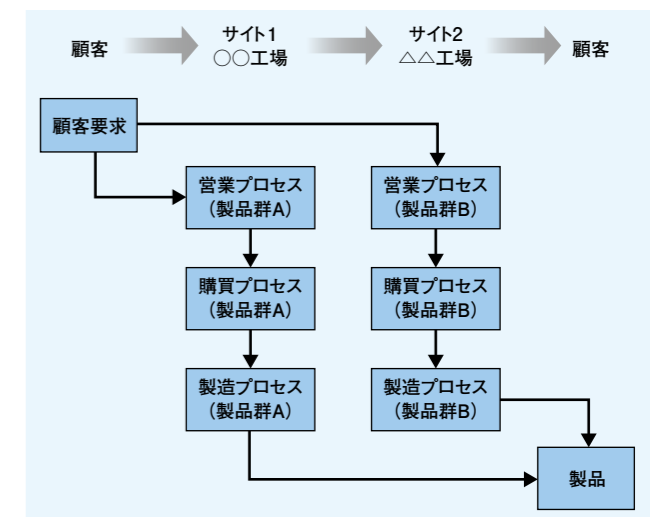 顧客
サイト1
○○工場
サイト2
△△工場
顧客
顧客要求
営業プロセス
（製品群A）
営業プロセス
（製品群B）
購買プロセス
（製品群A）
購買プロセス
（製品群B）
製造プロセス
（製品群A）
製造プロセス
（製品群B）
製品